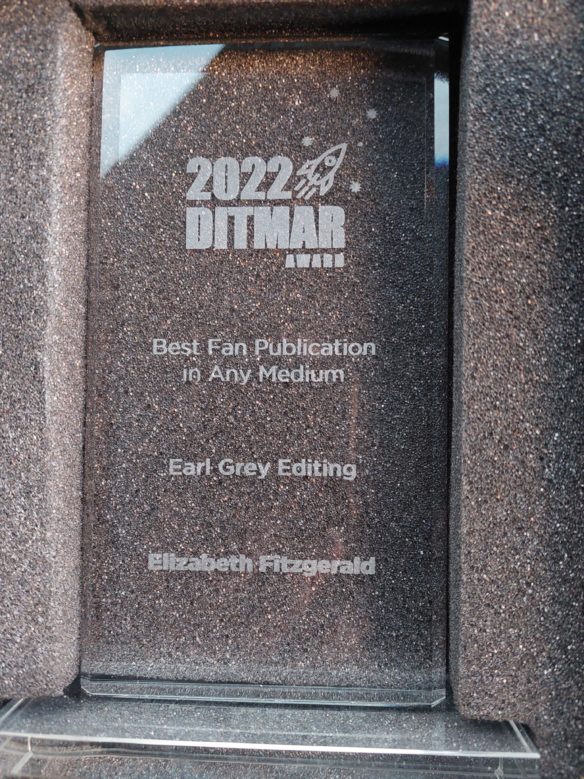 2022
DITMAR
AWARD
Best Fan Publication
in Any Medium
Earl Grey Editing
Elizabeth Fitzgerald